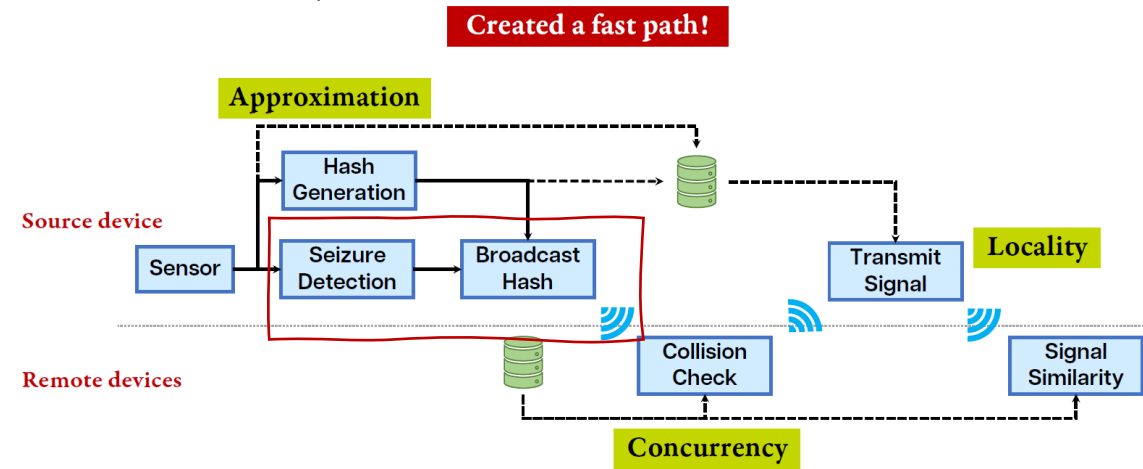 Created a fast path!
Approximation
Hash
Generation
Source device
Sensor
Seizure
Detection
Broadcast
Hash
Transmit
Signal
Locality
Remote devices
Collision
Check
Signal
Similarity
Concurrency